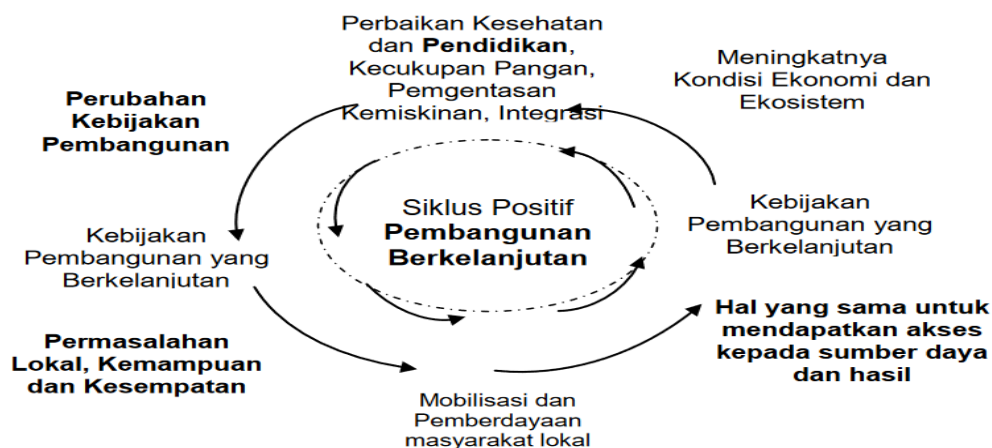 Perbaikan Kesehatan
dan Pendidikan,
Kecukupan Pangan,
Pemgentasan
Kemiskinan, Integrasi
Meningkatnya
Kondisi Ekonomi dan
Ekosistem
Perubahan
Kebijakan
Pembangunan
Siklus Positif
Pembangunan
Berkelanjutan
Kebijakan
Pembangunan yang
Berkelanjutan
Kebijakan
Pembangunan yang
Berkelanjutan
Permasalahan
Lokal, Kemampuan
dan Kesempatan
Hal yang sama untuk
mendapatkan akses
kepada sumber daya
dan hasil
Mobilisasi dan
Pemberdayaan
masyarakat lokal